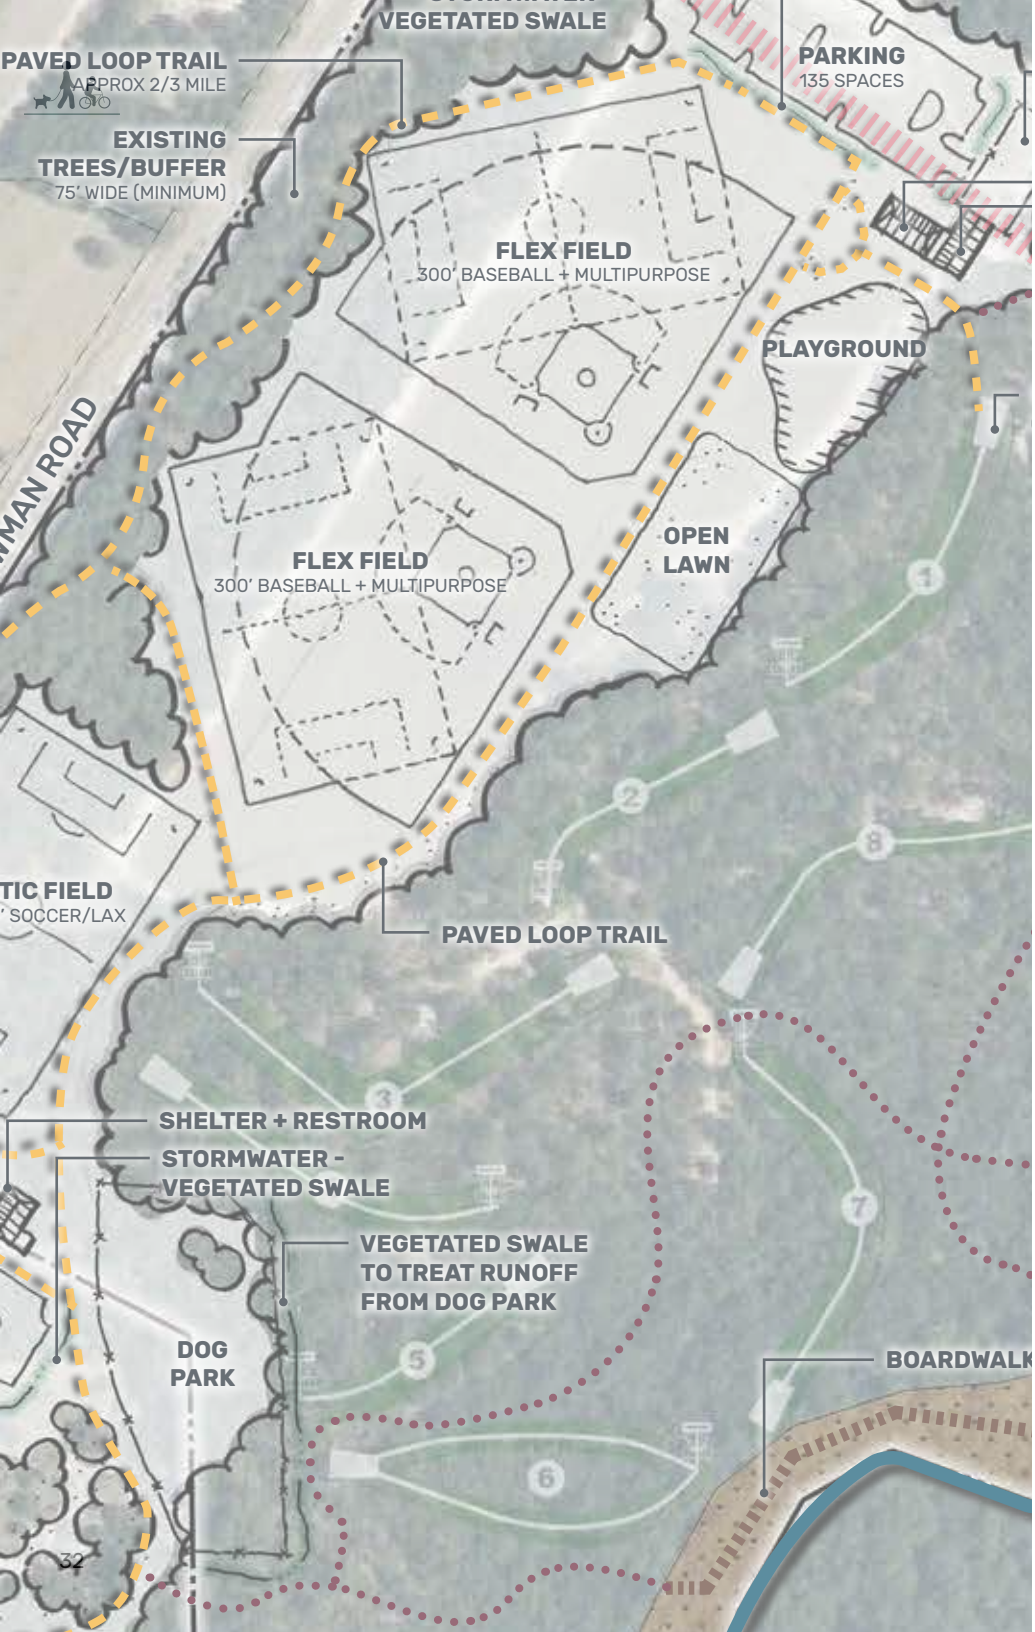 VEGETATED SWALE
PAVED LOOP TRAIL
APPROX 2/3 MILE
PARKING
135 SPACES
EXISTING
TREES/BUFFER
75' WIDE (MINIMUM)
FLEX FIELD
300' BASEBALL + MULTIPURPOSE
PLAYGROUND
WMAN ROAD
OPEN
LAWN
FLEX FIELD
300' BASEBALL + MULTIPURPOSE
1
2
8
TIC FIELD
' SOCCER/LAX
PAVED LOOP TRAIL
3
SHELTER + RESTROOM
STORMWATER -
VEGETATED SWALE
7
VEGETATED SWALE
TO TREAT RUNOFF
FROM DOG PARK
DOG
PARK
5
BOARDWALK
6
32